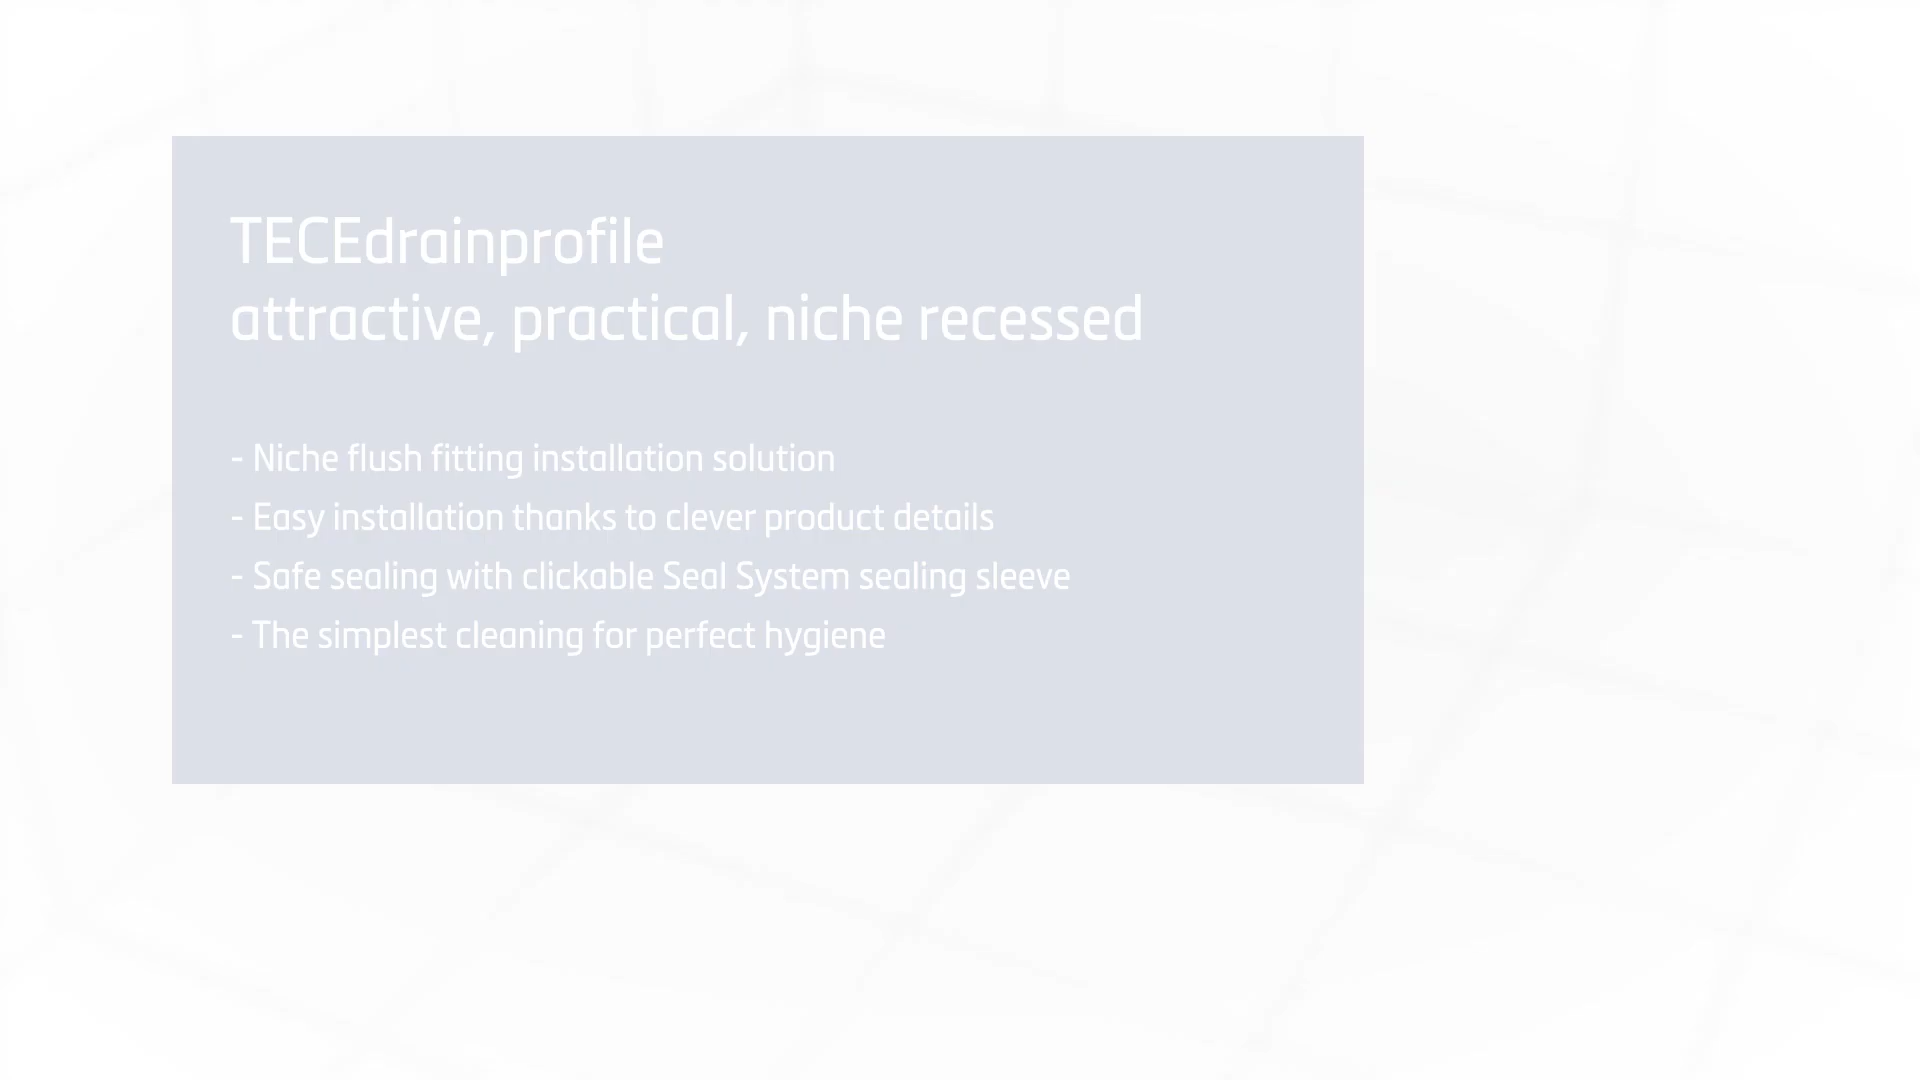 TECEdrainprofile
attractive, practical, niche recessed
- Niche flush fitting installation solution
- Easy installation thanks to clever product details
- Safe sealing with clickable Seal System sealing sleeve
- The simplest cleaning for perfect hygiene